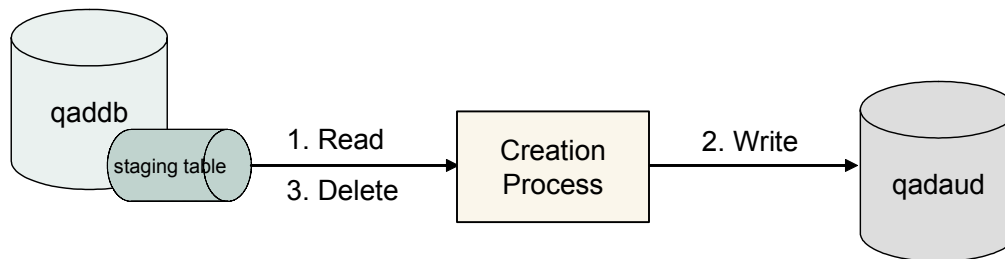 qaddb
staging table
1. Read
3. Delete
Creation
Process
2. Write
qadaud